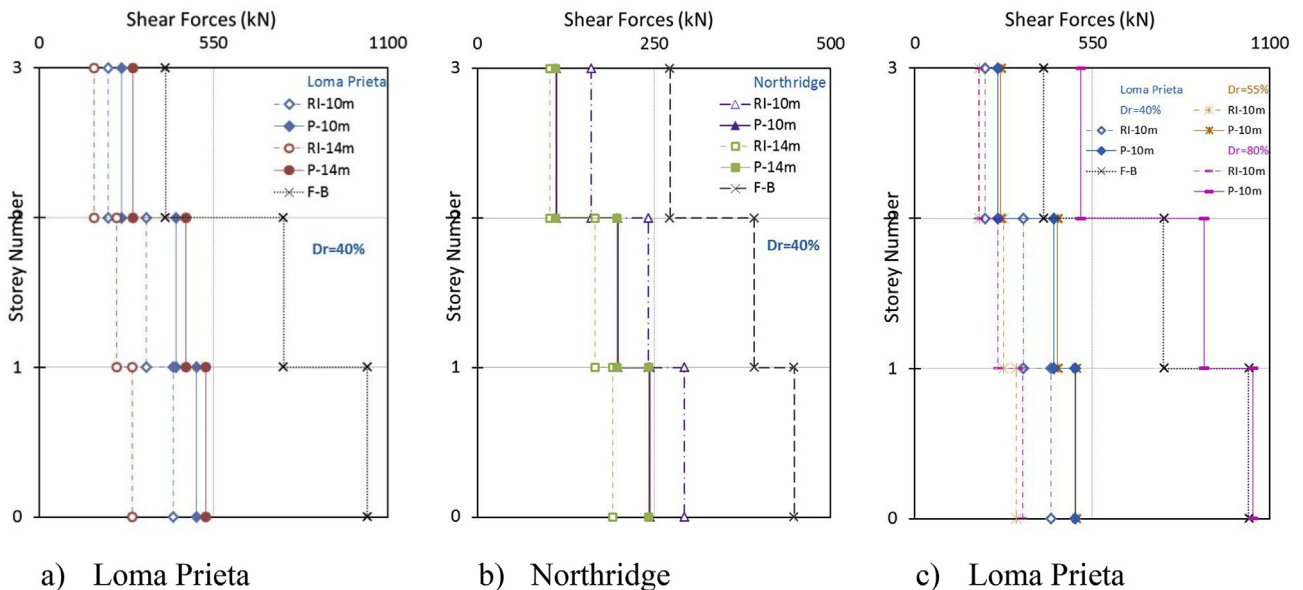 Shear Forces (kN)
0 550 1100
3
2
1
0
Storey Number
Loma Prieta
RI-10m
P-10m
RI-14m
P-14m
F-B
Dr=40%
a) Loma Prieta
Shear Forces (kN)
0 250 500
3
2
1
0
Storey Number
Northridge
RI-10m
P-10m
RI-14m
P-14m
F-B
Dr=40%
b) Northridge
Shear Forces (kN)
0 550 1100
3
2
1
0
Storey Number
Loma Prieta Dr=55%
Dr=40% RI-10m
RI-10m P-10m
P-10m Dr=80%
F-B RI-10m
P-10m
c) Loma Prieta